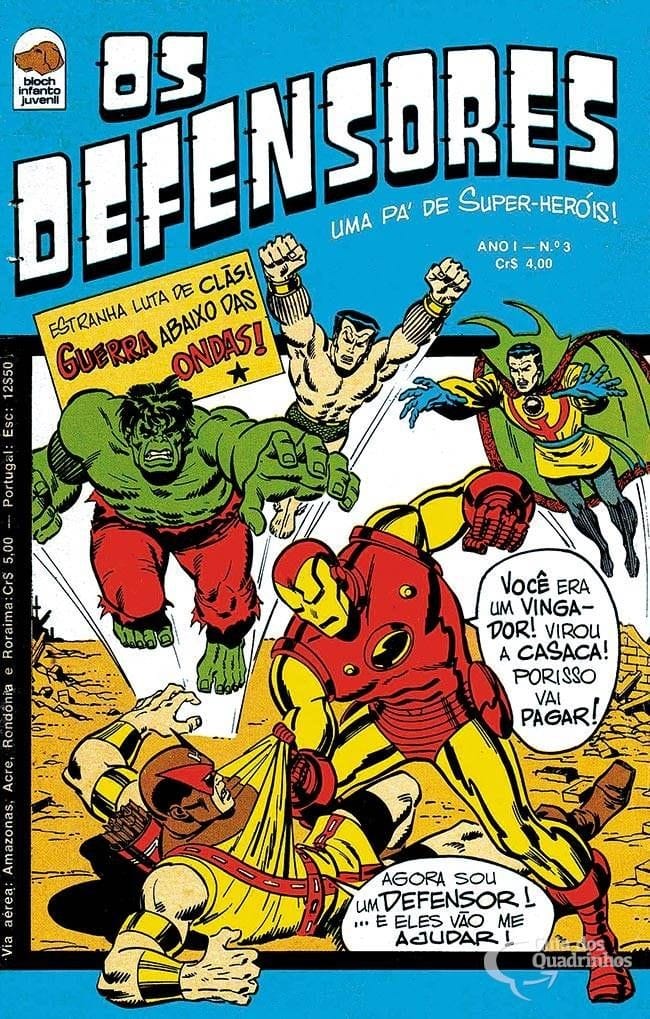 bloch
infanto
juvenil
OS
DEFENSORES
UMA PA' DE SUPER-HERÓIS!
ANO I — N.º 3
Cr$ 4,00
ESTRANHA LUTA DE CLÃS!
GUERRA ABAIXO DAS
ONDAS!
Via aérea: Amazonas, Acre, Rondônia e Roraima: Cr$ 5,00 — Portugal: Esc: 12$50
VOCÊ ERA
UM VINGA-
DOR! VIROU
A CASACA!
PORISSO
VAI
PAGAR!
AGORA SOU
UM DEFENSOR!
... E ELES VÃO ME
AJUDAR!
Guia dos
Quadrinhos